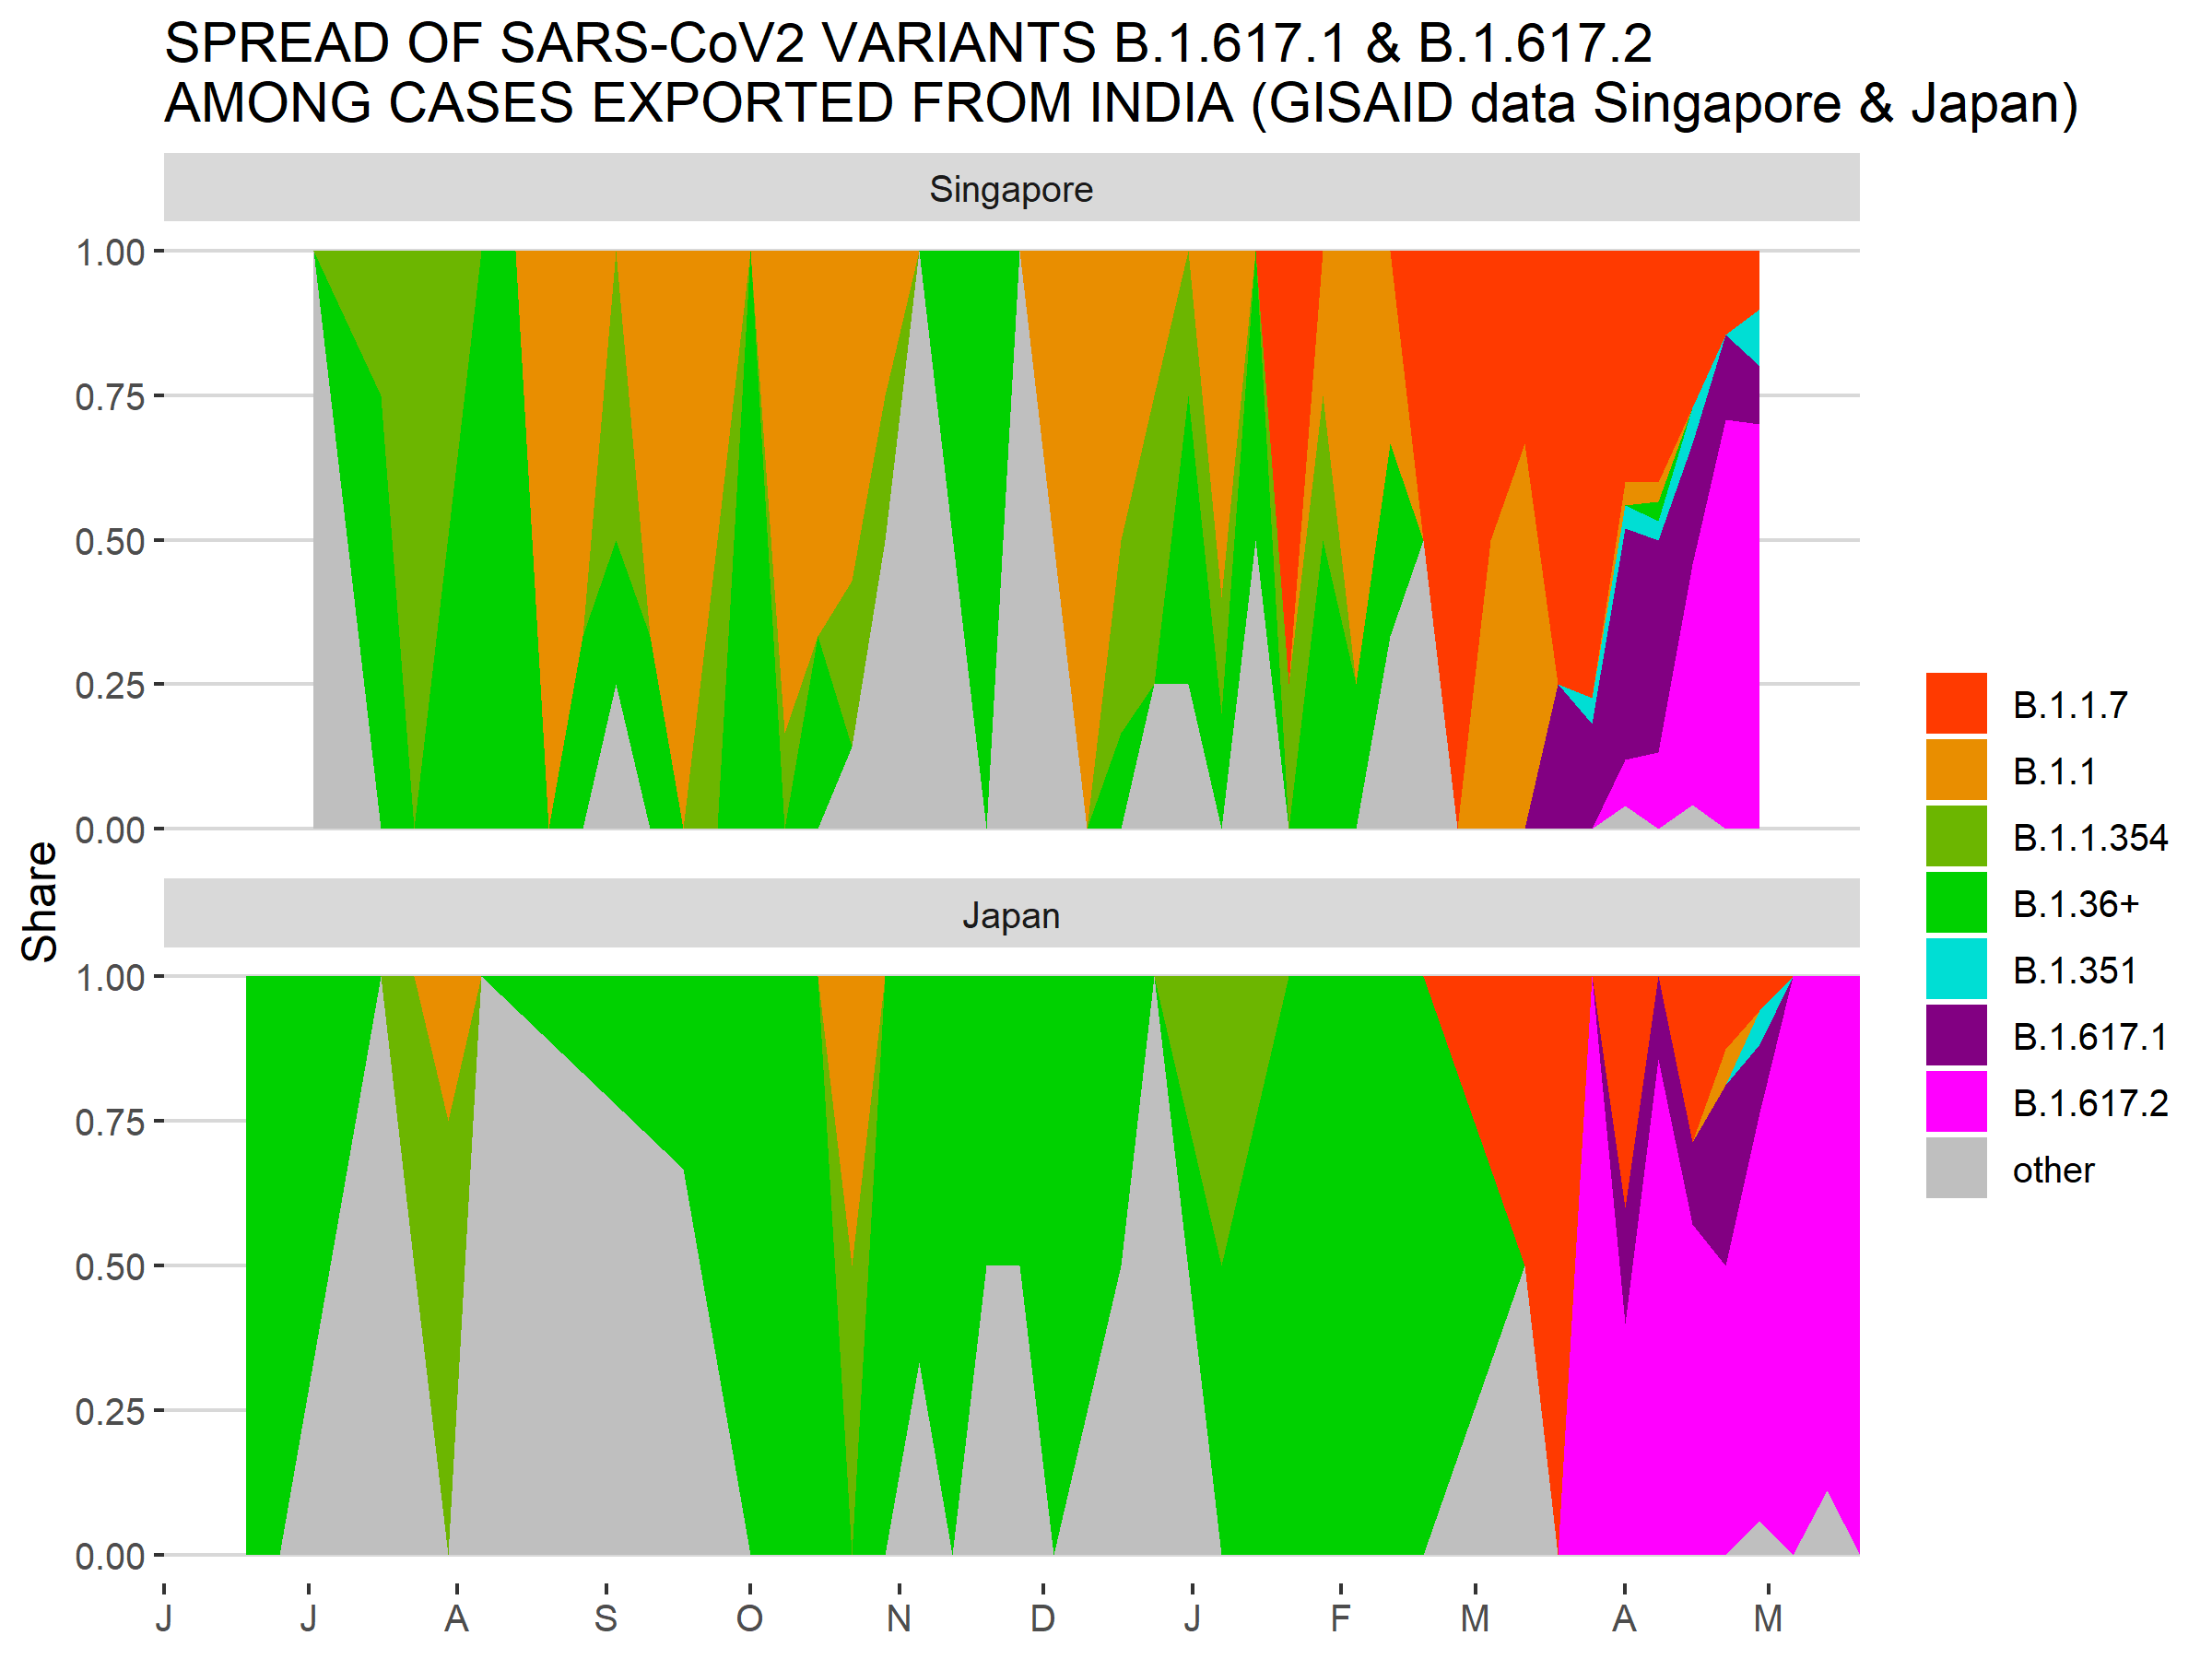 SPREAD OF SARS-CoV2 VARIANTS B.1.617.1 & B.1.617.2
AMONG CASES EXPORTED FROM INDIA (GISAID data Singapore & Japan)
Singapore
1.00
0.75
0.50
0.25
0.00
Share
Japan
1.00
0.75
0.50
0.25
0.00
J J A S O N D J F M A M
B.1.1.7
B.1.1
B.1.1.354
B.1.36+
B.1.351
B.1.617.1
B.1.617.2
other